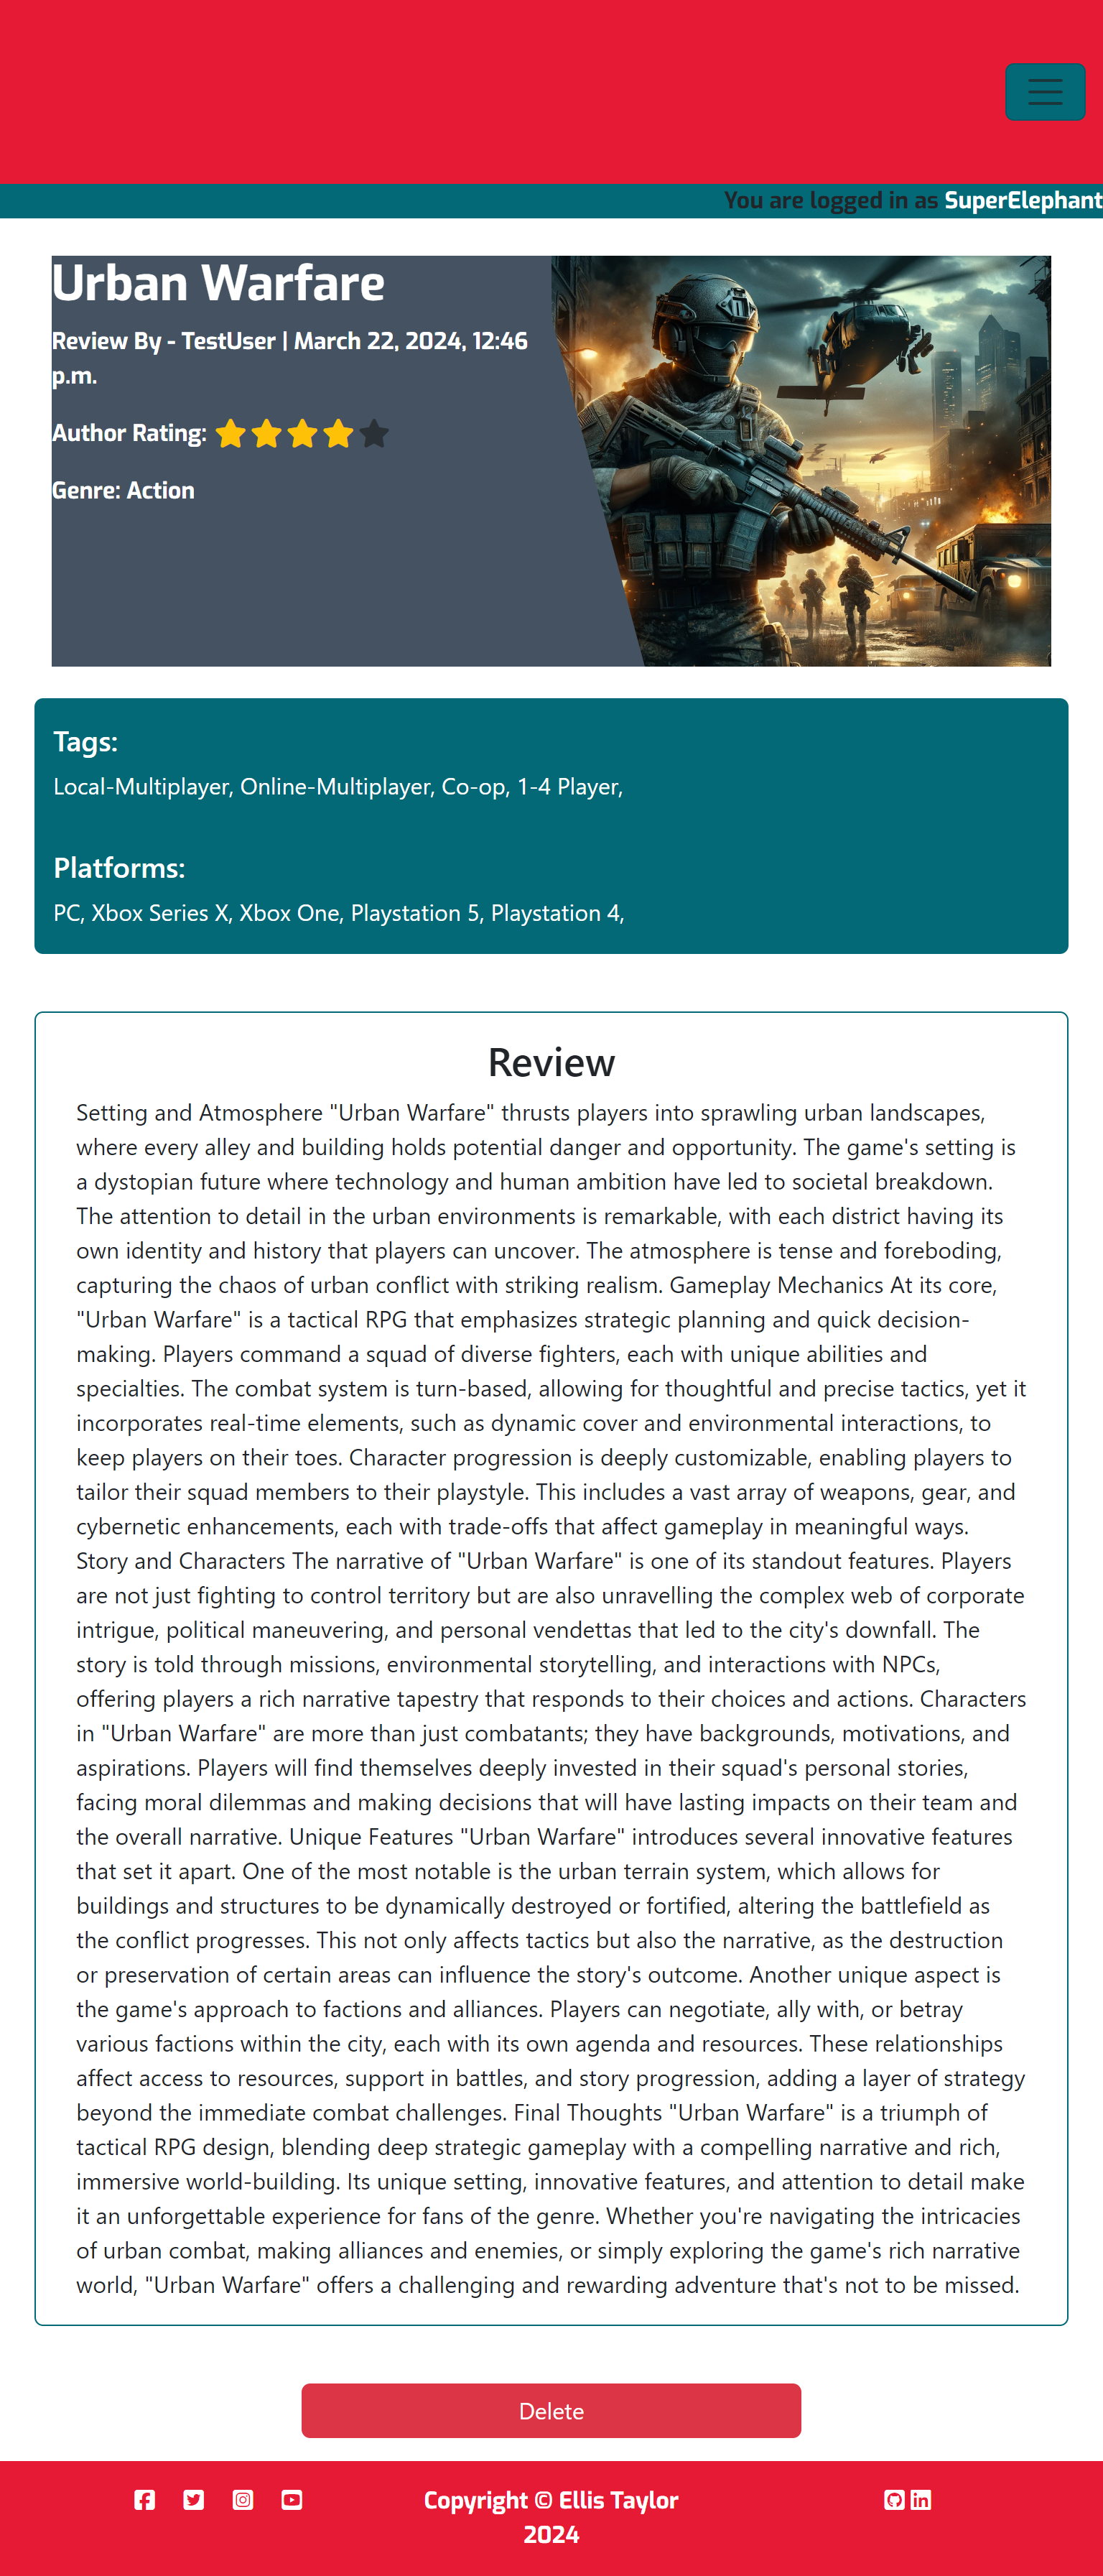 You are logged in as SuperElephant
Urban Warfare
Review By - TestUser | March 22, 2024, 12:46
p.m.
Author Rating:
Genre: Action
Tags:
Local-Multiplayer, Online-Multiplayer, Co-op, 1-4 Player,
Platforms:
PC, Xbox Series X, Xbox One, Playstation 5, Playstation 4,
Review
Setting and Atmosphere "Urban Warfare" thrusts players into sprawling urban landscapes,
where every alley and building holds potential danger and opportunity. The game's setting is
a dystopian future where technology and human ambition have led to societal breakdown.
The attention to detail in the urban environments is remarkable, with each district having its
own identity and history that players can uncover. The atmosphere is tense and foreboding,
capturing the chaos of urban conflict with striking realism. Gameplay Mechanics At its core,
"Urban Warfare" is a tactical RPG that emphasizes strategic planning and quick decision-
making. Players command a squad of diverse fighters, each with unique abilities and
specialties. The combat system is turn-based, allowing for thoughtful and precise tactics, yet it
incorporates real-time elements, such as dynamic cover and environmental interactions, to
keep players on their toes. Character progression is deeply customizable, enabling players to
tailor their squad members to their playstyle. This includes a vast array of weapons, gear, and
cybernetic enhancements, each with trade-offs that affect gameplay in meaningful ways.
Story and Characters The narrative of "Urban Warfare" is one of its standout features. Players
are not just fighting to control territory but are also unravelling the complex web of corporate
intrigue, political maneuvering, and personal vendettas that led to the city's downfall. The
story is told through missions, environmental storytelling, and interactions with NPCs,
offering players a rich narrative tapestry that responds to their choices and actions. Characters
in "Urban Warfare" are more than just combatants; they have backgrounds, motivations, and
aspirations. Players will find themselves deeply invested in their squad's personal stories,
facing moral dilemmas and making decisions that will have lasting impacts on their team and
the overall narrative. Unique Features "Urban Warfare" introduces several innovative features
that set it apart. One of the most notable is the urban terrain system, which allows for
buildings and structures to be dynamically destroyed or fortified, altering the battlefield as
the conflict progresses. This not only affects tactics but also the narrative, as the destruction
or preservation of certain areas can influence the story's outcome. Another unique aspect is
the game's approach to factions and alliances. Players can negotiate, ally with, or betray
various factions within the city, each with its own agenda and resources. These relationships
affect access to resources, support in battles, and story progression, adding a layer of strategy
beyond the immediate combat challenges. Final Thoughts "Urban Warfare" is a triumph of
tactical RPG design, blending deep strategic gameplay with a compelling narrative and rich,
immersive world-building. Its unique setting, innovative features, and attention to detail make
it an unforgettable experience for fans of the genre. Whether you're navigating the intricacies
of urban combat, making alliances and enemies, or simply exploring the game's rich narrative
world, "Urban Warfare" offers a challenging and rewarding adventure that's not to be missed.
Delete
Copyright © Ellis Taylor
2024